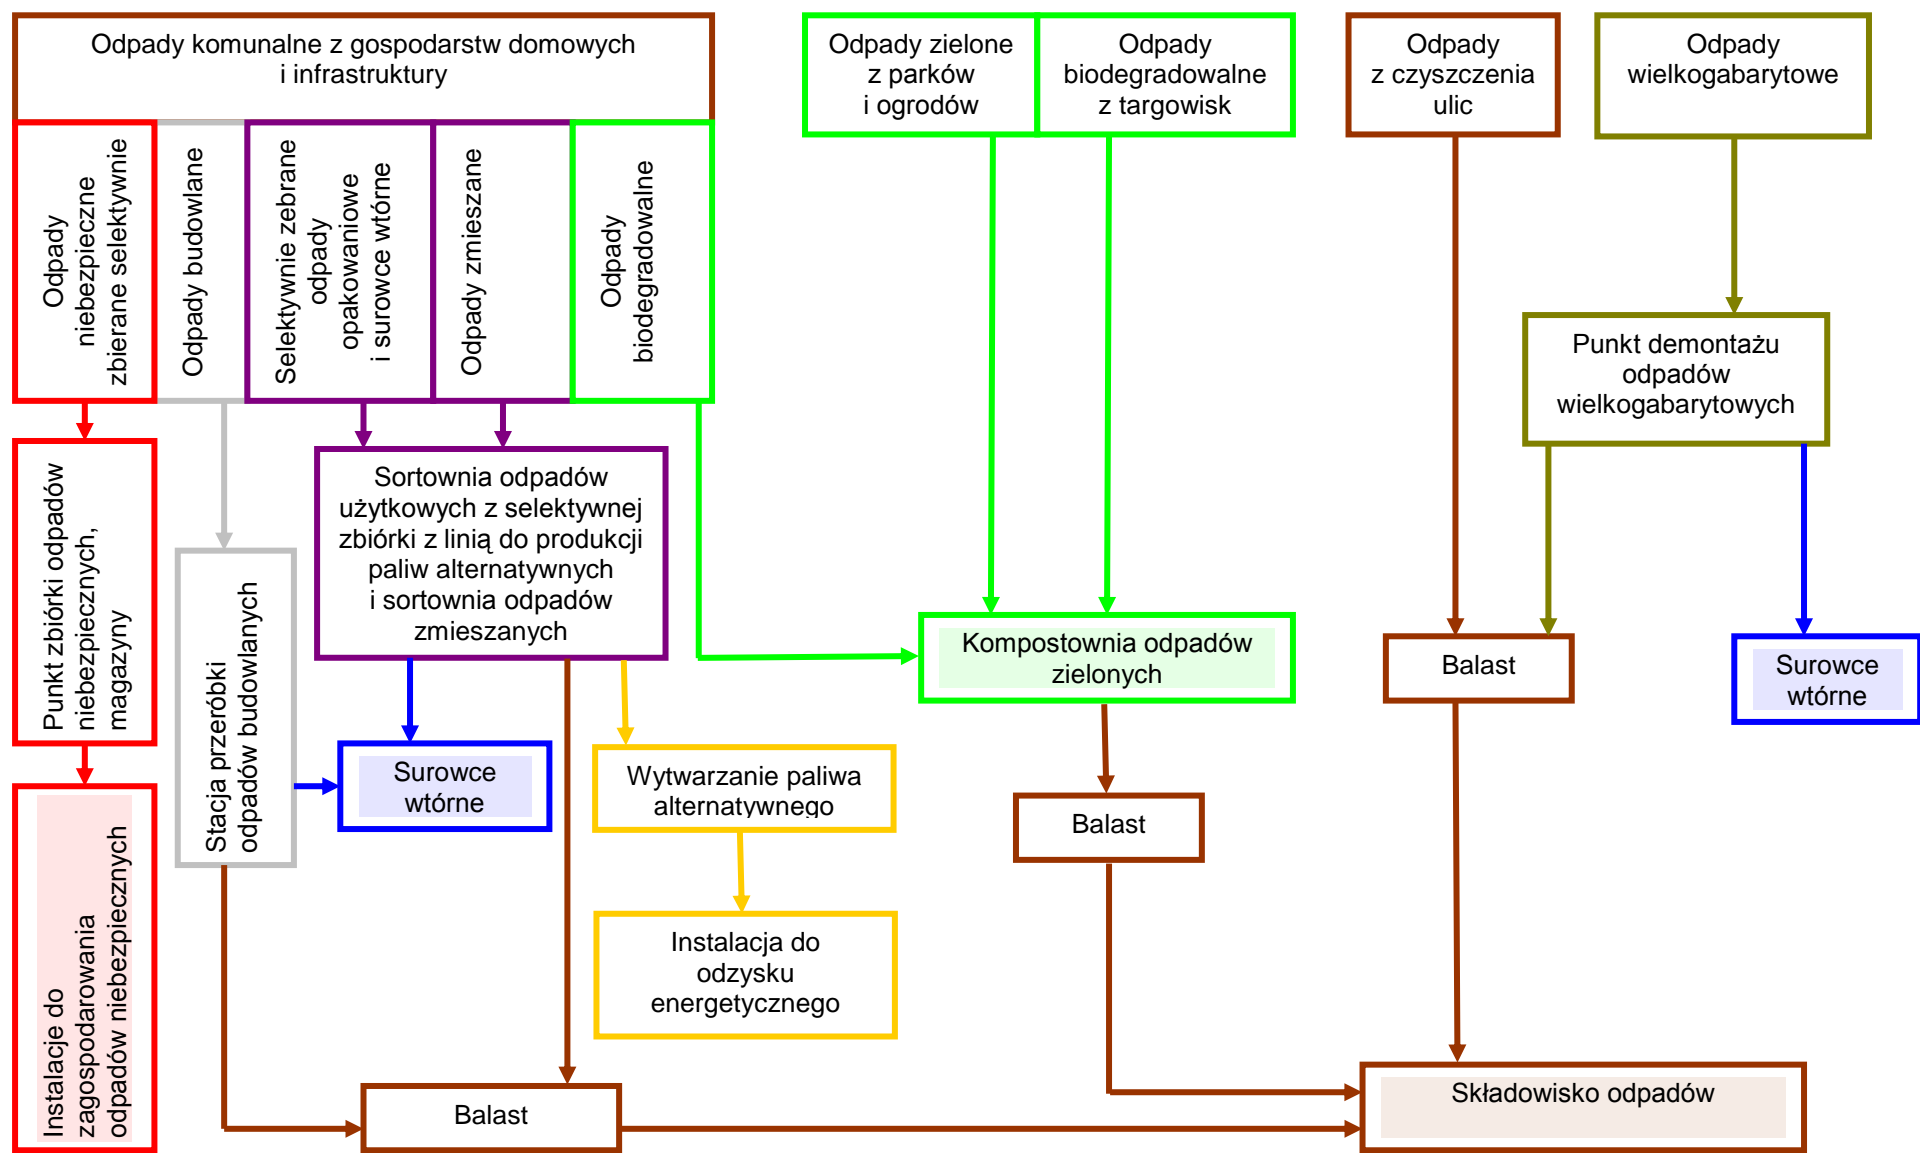 Odpady komunalne z gospodarstw domowych
i infrastruktury
Odpady zielone
z parków
i ogrodów
Odpady
biodegradowalne
z targowisk
Odpady
z czyszczenia
ulic
Odpady
wielkogabarytowe
Odpady
niebezpieczne
zbierane selektywnie
Odpady budowlane
Selektywnie zebrane
odpady
opakowaniowe
i surowce wtórne
Odpady zmieszane
Odpady
biodegradowalne
Punkt demontażu
odpadów
wielkogabarytowych
Punkt zbiórki odpadów
niebezpiecznych,
magazyny
Sortownia odpadów
użytkowych z selektywnej
zbiórki z linią do produkcji
paliw alternatywnych
i sortownia odpadów
zmieszanych
Stacja przeróbki
odpadów budowlanych
Kompostownia odpadów
zielonych
Balast
Surowce
wtórne
Surowce
wtórne
Wytwarzanie paliwa
alternatywnego
Balast
Instalacje do
zagospodarowania
odpadów niebezpiecznych
Instalacja do
odzysku
energetycznego
Balast
Składowisko odpadów